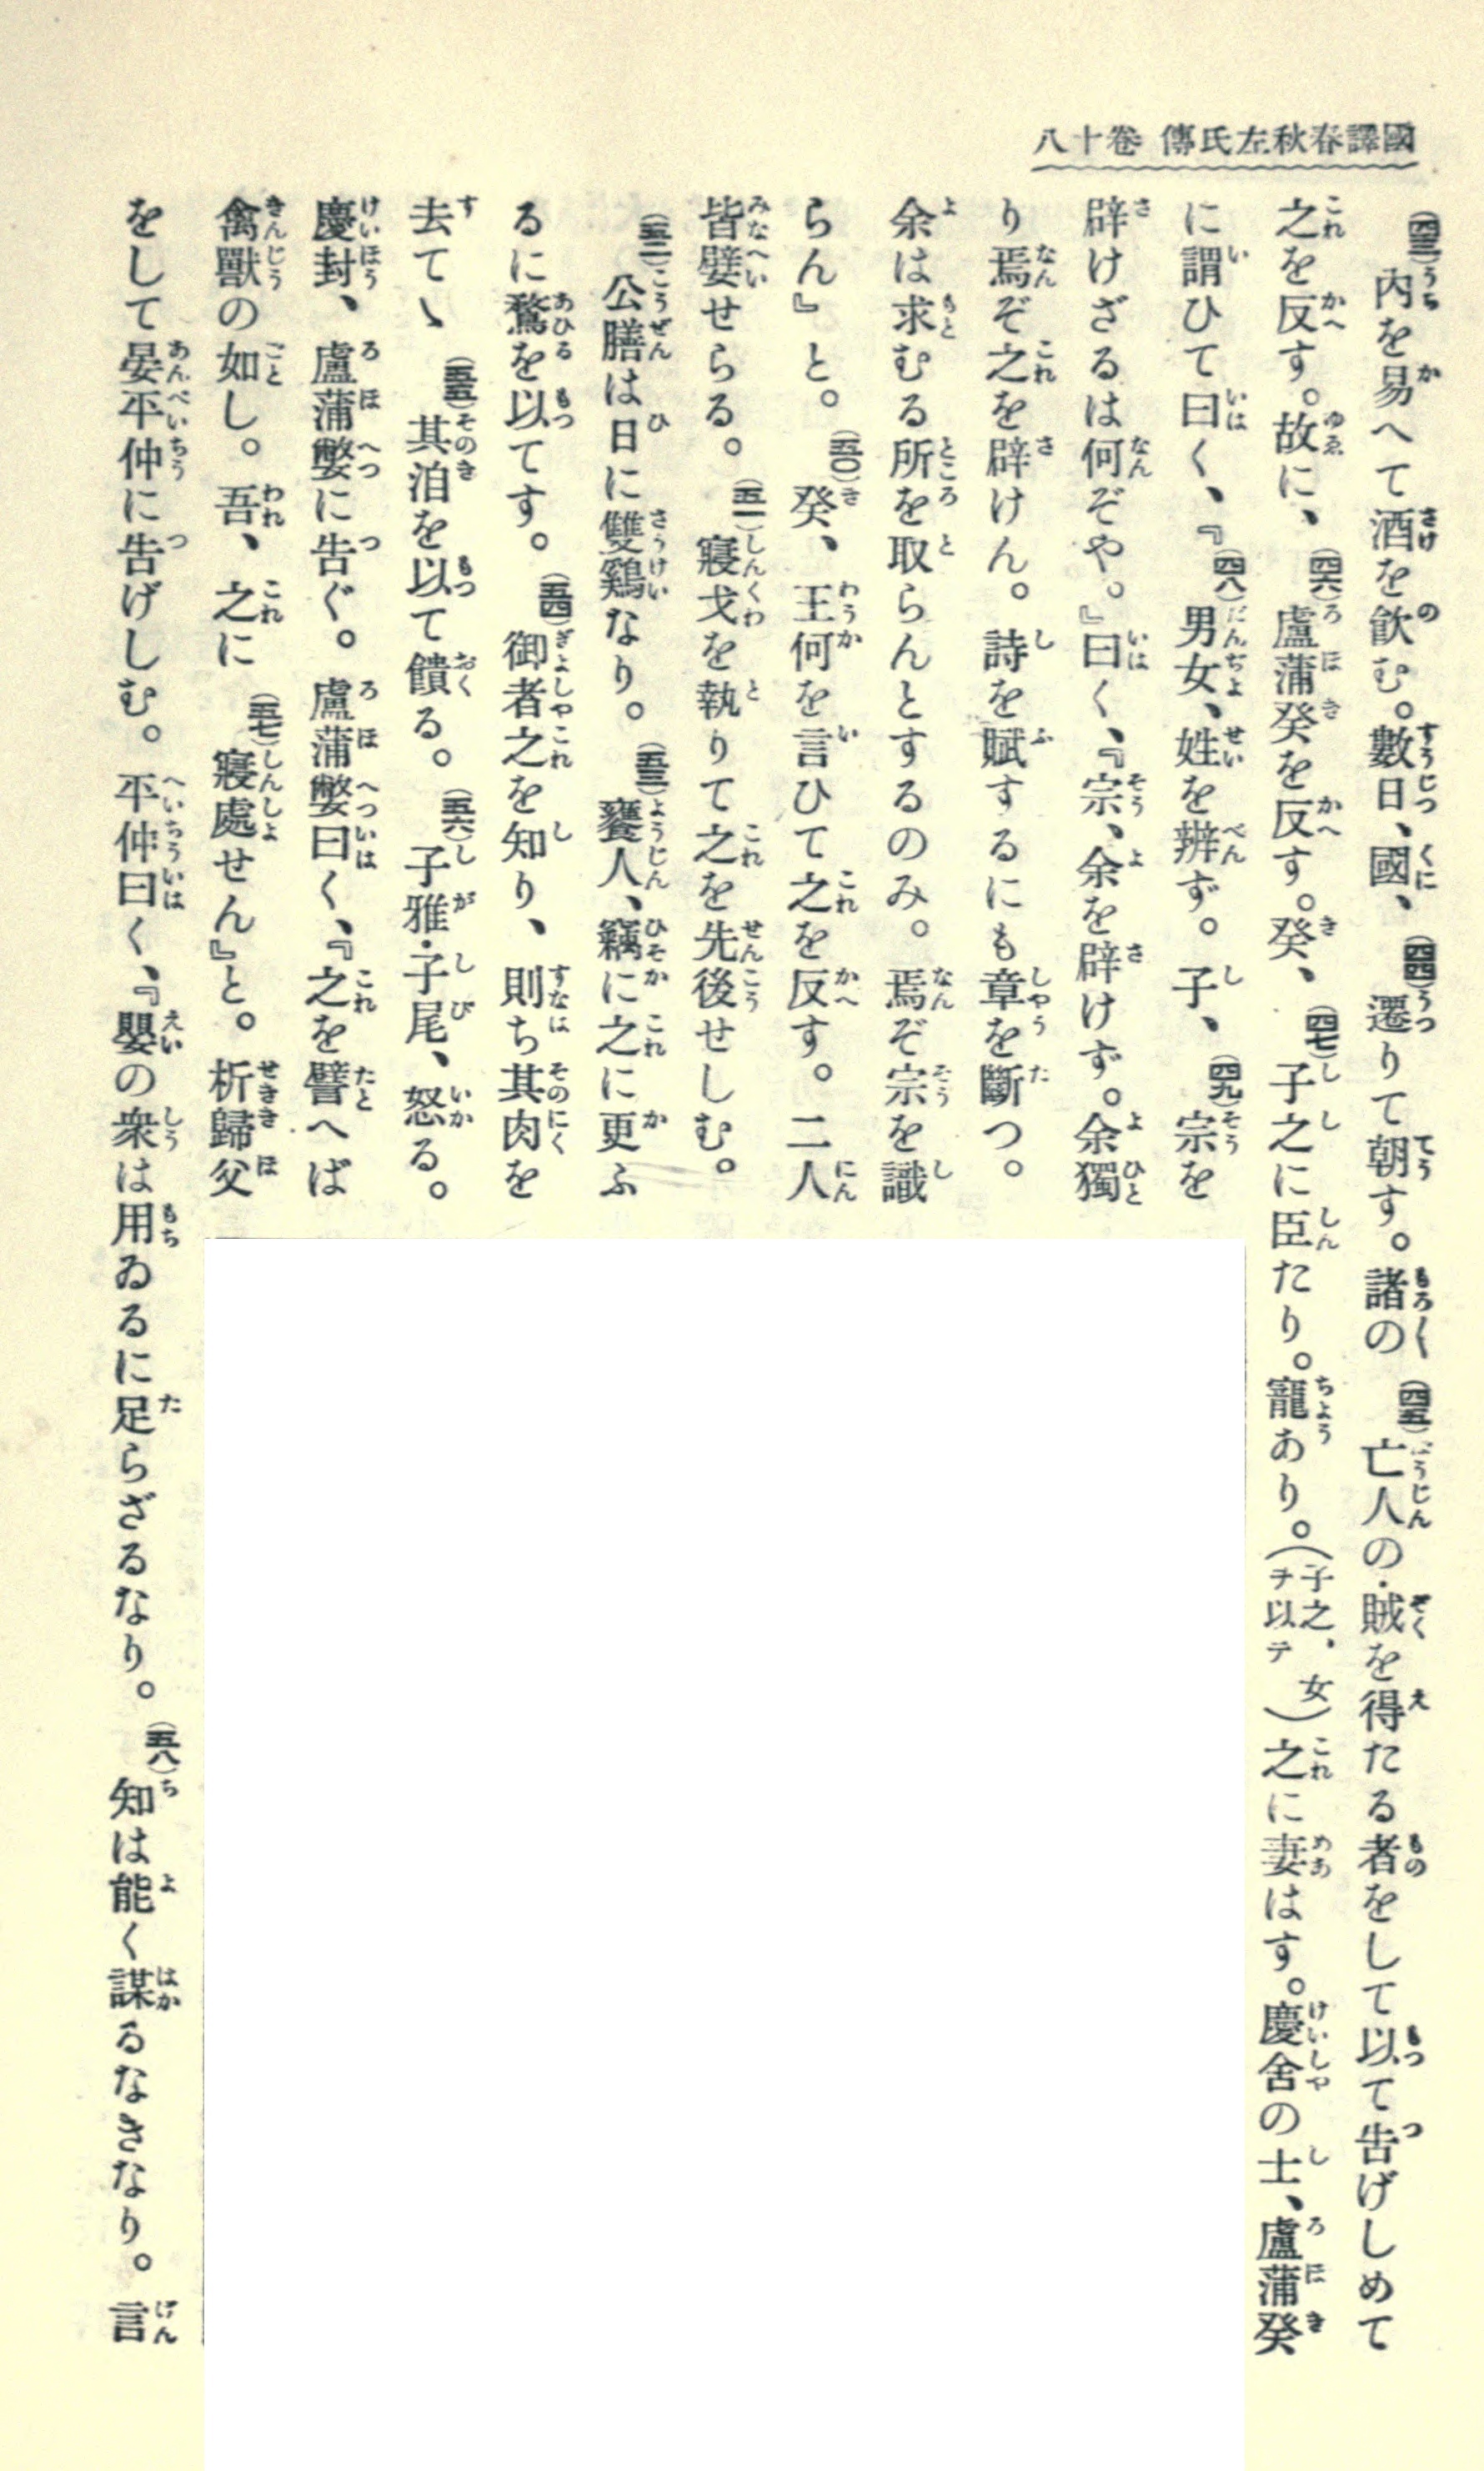 國譯春秋左氏傳 卷十八
(四三)內を易へて酒を飮む。數日、國、(四四)遷りて朝す。諸の(四五)亡人の・賊を得たる者をして以て告げしめて
之を反す。故に、(四六)盧蒲癸を反す。癸、(四七)子之に臣たり。寵あり。(子之、女ヲ以テ)之に妻はす。慶舍の士、盧蒲癸
に謂ひて曰く、『(四八)男女、姓を辨ず。子、(四九)宗を
辟けざるは何ぞや。』曰く、『宗、余を辟けず。余獨
り焉ぞ之を辟けん。詩を賦するにも章を斷つ。
余は求むる所を取らんとするのみ。焉ぞ宗を識
らん』と。(五〇)癸、王何を言ひて之を反す。二人
皆嬖せらる。(五一)寢戈を執りて之を先後せしむ。
(五二)公膳は日に雙鷄なり。(五三)饔人、竊に之に更ふ
るに鶩を以てす。(五四)御者之を知り、則ち其肉を
去てヽ(五五)其洎を以て饋る。(五六)子雅・子尾、怒る。
慶封、盧蒲嫳に告ぐ。盧蒲嫳曰く、『之を譬へば
禽獸の如し。吾、之に(五七)寢處せん』と。析歸父
をして晏平仲に告げしむ。平仲曰く、『嬰の衆は用ゐるに足らざるなり。(五八)知は能く謀るなきなり。言